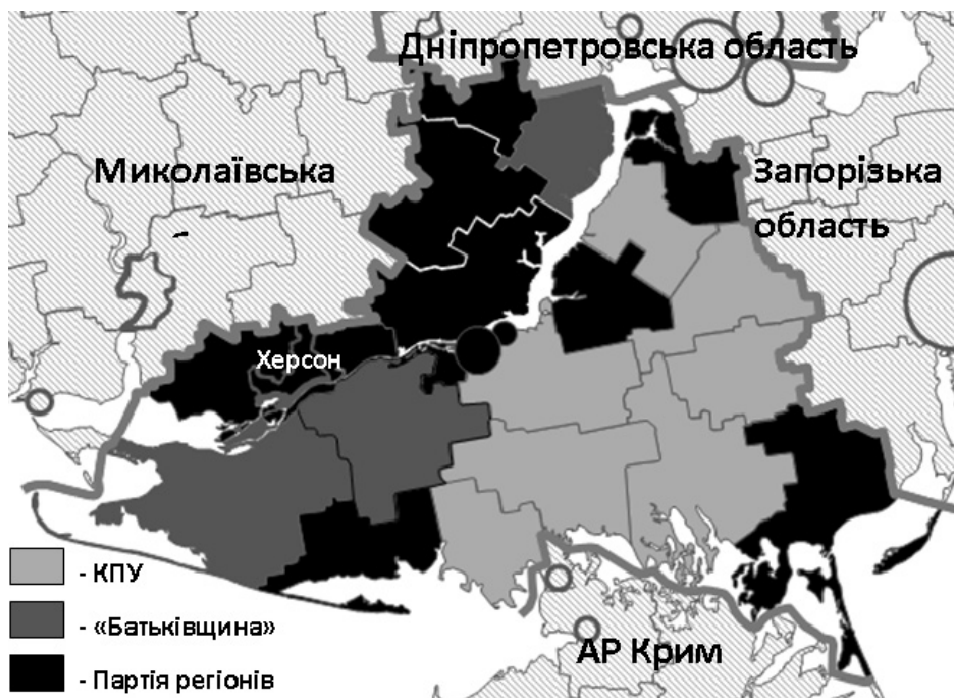 Дніпропетровська область
Миколаївська
Запорізька
область
Херсон
- КПУ
- «Батьківщина»
- Партія регіонів
АР Крим